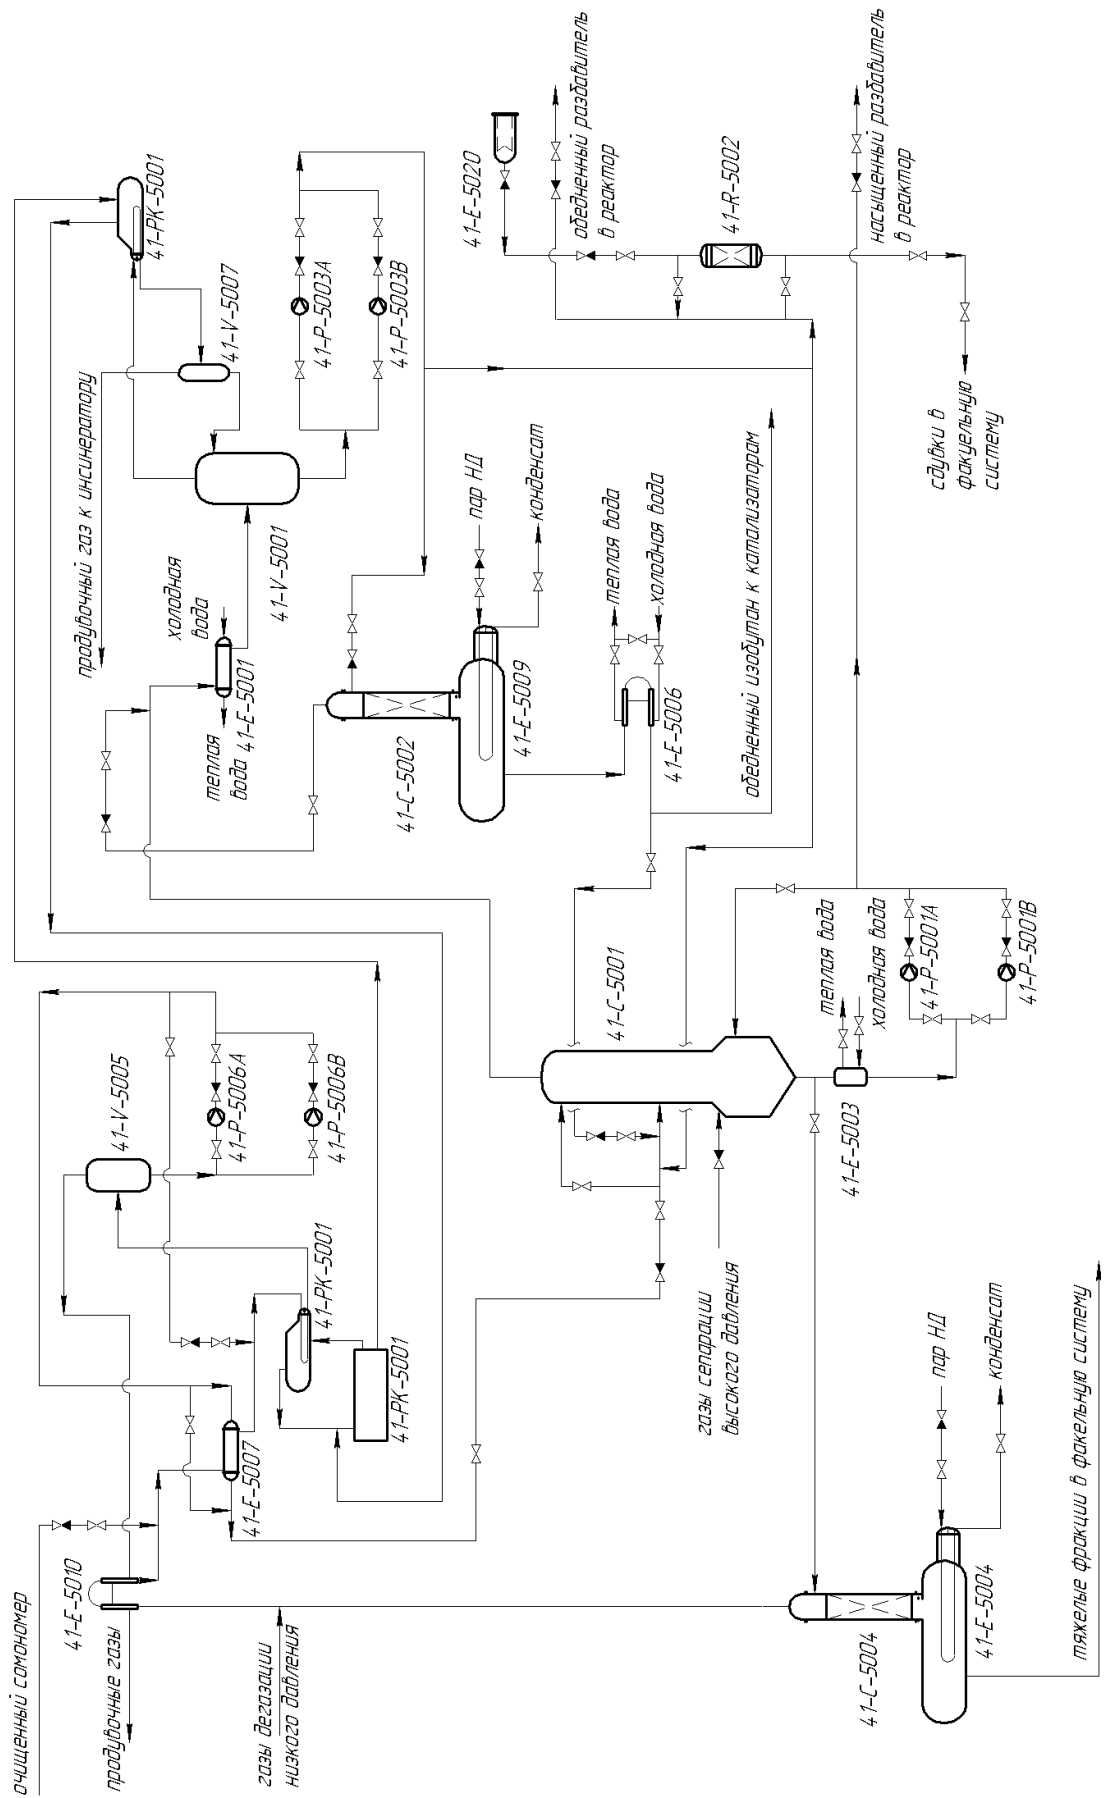 очищенный сомономер
продувочные газы
41-E-5010
газы дегазации
низкого давления
41-E-5007
41-PK-5001
41-PK-5001
41-V-5005
41-P-5006A
41-P-5006B
41-C-5004
41-E-5004
пар НД
конденсат
тяжелые фракции в факельную систему
газы сепарации
высокого давления
41-C-5001
41-E-5003
теплая вода
холодная вода
41-P-5001A
41-P-5001B
продувочный газ к инсинератору
теплая
вода
41-E-5001
холодная
вода
41-V-5001
41-V-5007
41-PK-5001
41-P-5003A
41-P-5003B
41-C-5002
41-E-5009
пар НД
конденсат
41-E-5006
теплая вода
холодная вода
обедненный изобутан к катализаторам
41-E-5020
обедненный разбавитель
в реактор
41-R-5002
насыщенный разбавитель
в реактор
сдувки в
факуельную
систему